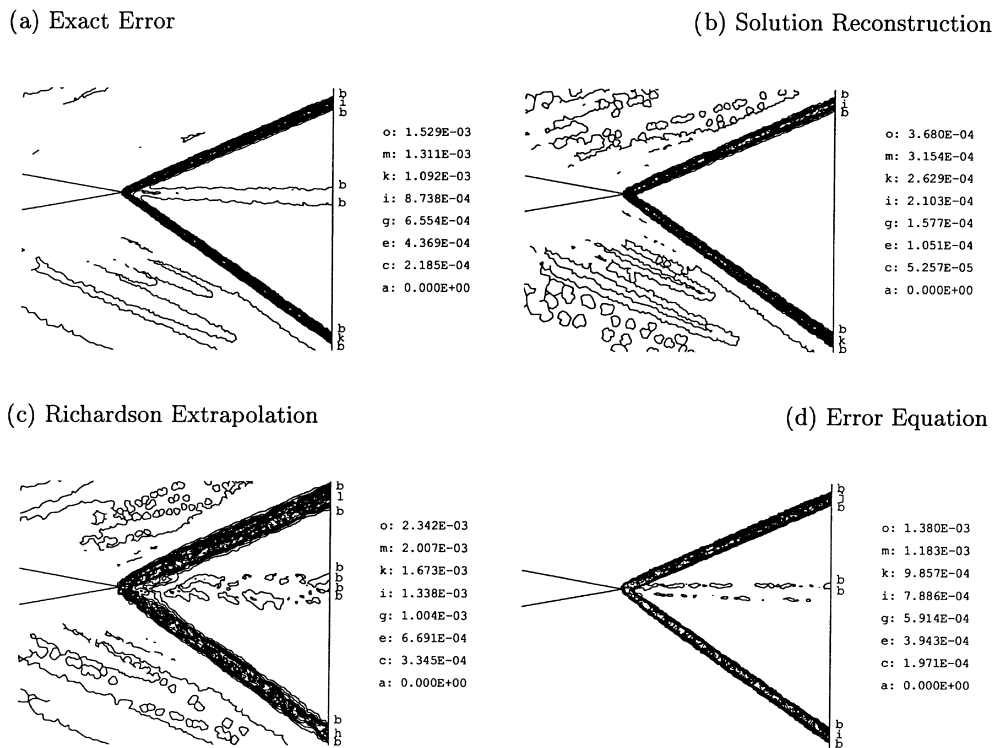 (a) Exact Error
b
i
b
b
b
b
k
b
o: 1.529E-03
m: 1.311E-03
k: 1.092E-03
i: 8.738E-04
g: 6.554E-04
e: 4.369E-04
c: 2.185E-04
a: 0.000E+00
(b) Solution Reconstruction
b
i
b
b
k
b
o: 3.680E-04
m: 3.154E-04
k: 2.629E-04
i: 2.103E-04
g: 1.577E-04
e: 1.051E-04
c: 5.257E-05
a: 0.000E+00
(c) Richardson Extrapolation
b
b
b
b
b
b
h
b
o: 2.342E-03
m: 2.007E-03
k: 1.673E-03
i: 1.338E-03
g: 1.004E-03
e: 6.691E-04
c: 3.345E-04
a: 0.000E+00
(d) Error Equation
b
j
b
b
b
b
i
b
o: 1.380E-03
m: 1.183E-03
k: 9.857E-04
i: 7.886E-04
g: 5.914E-04
e: 3.943E-04
c: 1.971E-04
a: 0.000E+00